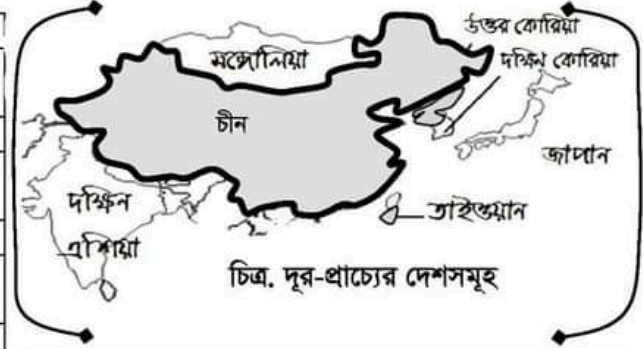 উত্তর কোরিয়া
মঙ্গোলিয়া
দক্ষিন কোরিয়া
চীন
জাপান
দক্ষিন
এশিয়া
তাইওয়ান
চিত্র. দূর-প্রাচ্যের দেশসমূহ